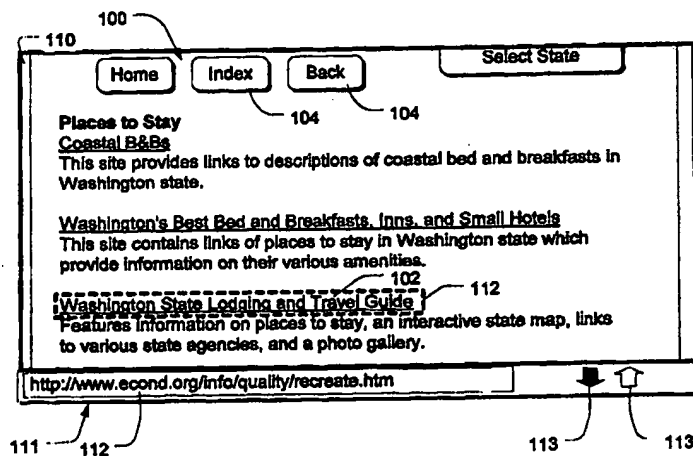 100
110
Home Index Back Select State
104 104
Places to Stay
Coastal B&Bs
This site provides links to descriptions of coastal bed and breakfasts in
Washington state.
Washington's Best Bed and Breakfasts, Inns, and Small Hotels
This site contains links of places to stay in Washington state which
provide information on their various amenities.
102
112
Washington State Lodging and Travel Guide
Features information on places to stay, an interactive state map, links
to various state agencies, and a photo gallery.
http://www.econd.org/info/quality/recreate.htm
111 112 113 113